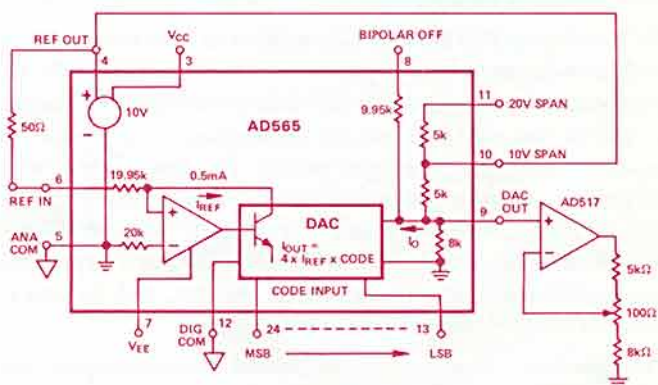 REF OUT
VCC
BIPOLAR OFF
4
3
8
11
20V SPAN
+
10V
-
AD565
9.95k
5k
50Ω
10
10V SPAN
6
19.95k
0.5mA
5k
REF IN
IREF
DAC
9
DAC OUT
AD517
+
-
+
-
ANA COM
5
20k
IOUT =
4 x IREF x CODE
IO
8k
5kΩ
CODE INPUT
100Ω
7
12
24
13
VEE
DIG COM
MSB
LSB
8kΩ